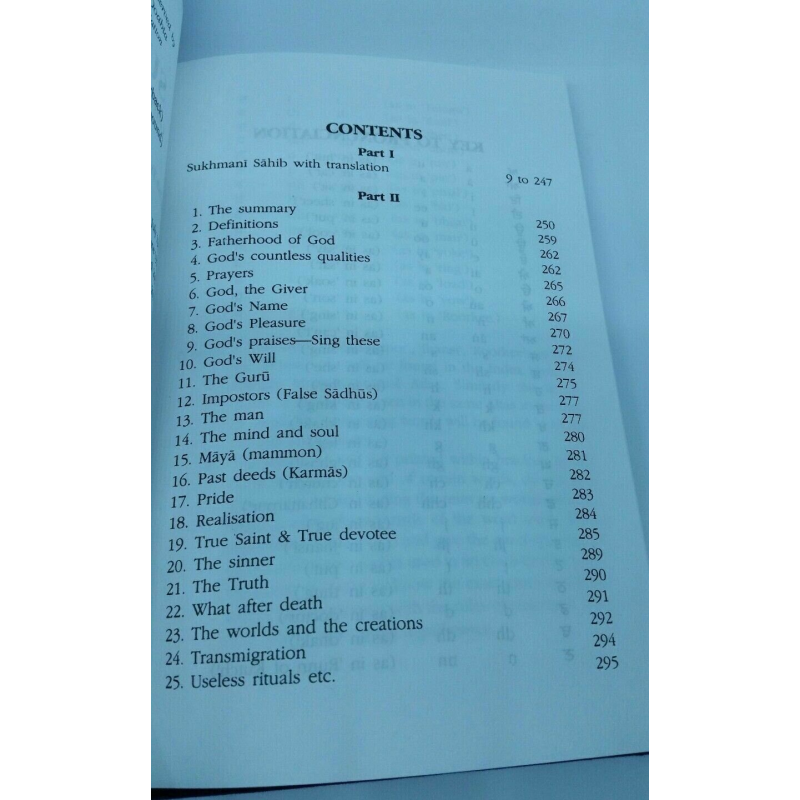 CONTENTS
Part I
Sukhmanī Sāhib with translation 9 to 247
Part II
1. The summary 250
2. Definitions 259
3. Fatherhood of God 262
4. God's countless qualities 262
5. Prayers 265
6. God, the Giver 266
7. God's Name 267
8. God's Pleasure 270
9. God's praises—Sing these 272
10. God's Will 274
11. The Gurū 275
12. Impostors (False Sādhūs) 277
13. The man 277
14. The mind and soul 280
15. Māyā (mammon) 281
16. Past deeds (Karmās) 282
17. Pride 283
18. Realisation 284
19. True Saint & True devotee 285
20. The sinner 289
21. The Truth 290
22. What after death 291
23. The worlds and the creations 292
24. Transmigration 294
25. Useless rituals etc. 295